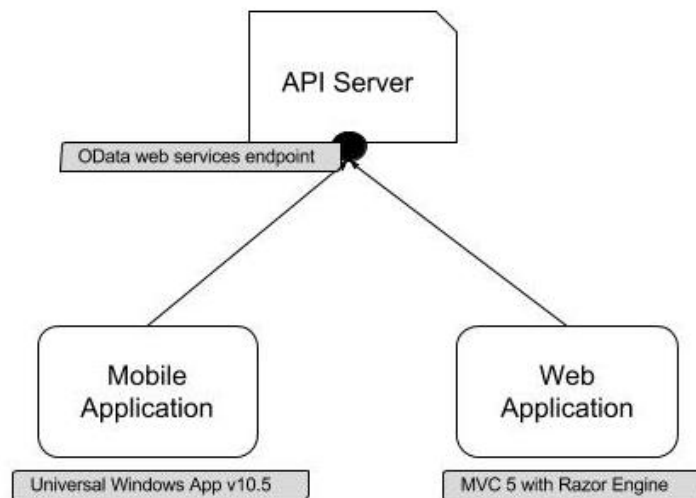 API Server
OData web services endpoint
Mobile
Application
Web
Application
Universal Windows App v10.5
MVC 5 with Razor Engine